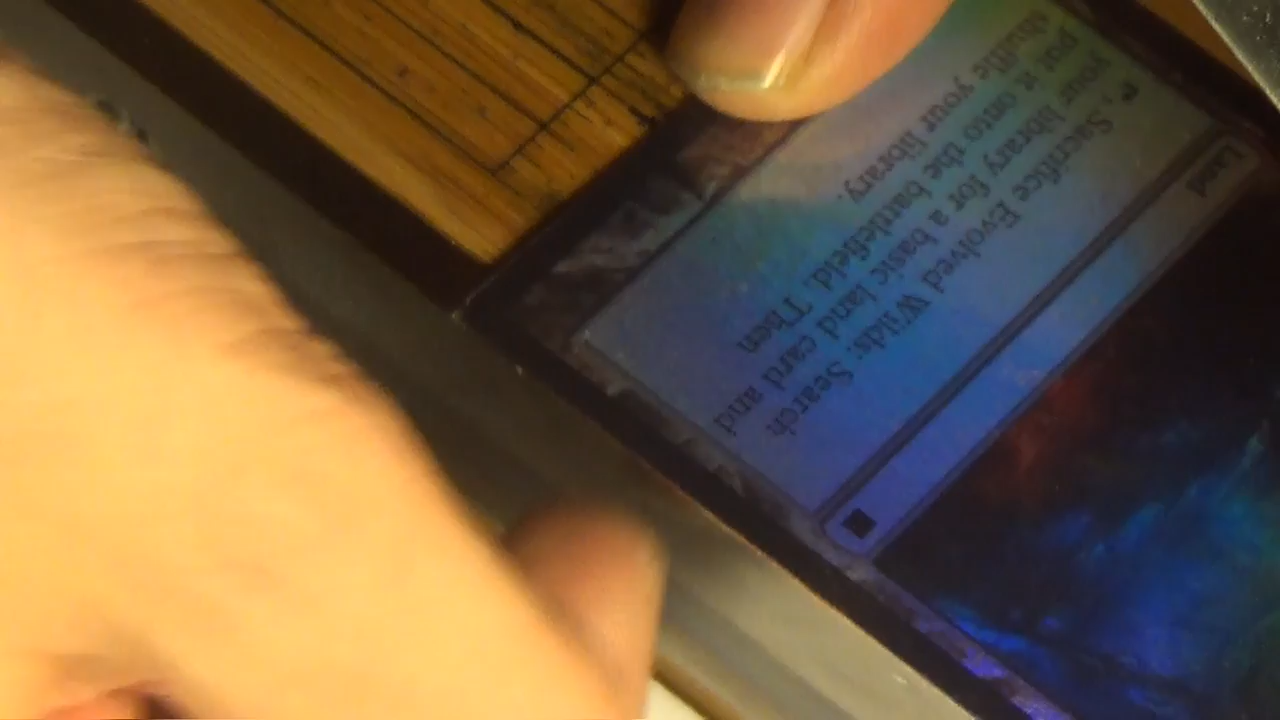 Land
, Sacrifice Evolved Wilds: Search
your library for a basic land card and
put it onto the battlefield. Then
shuffle your library.